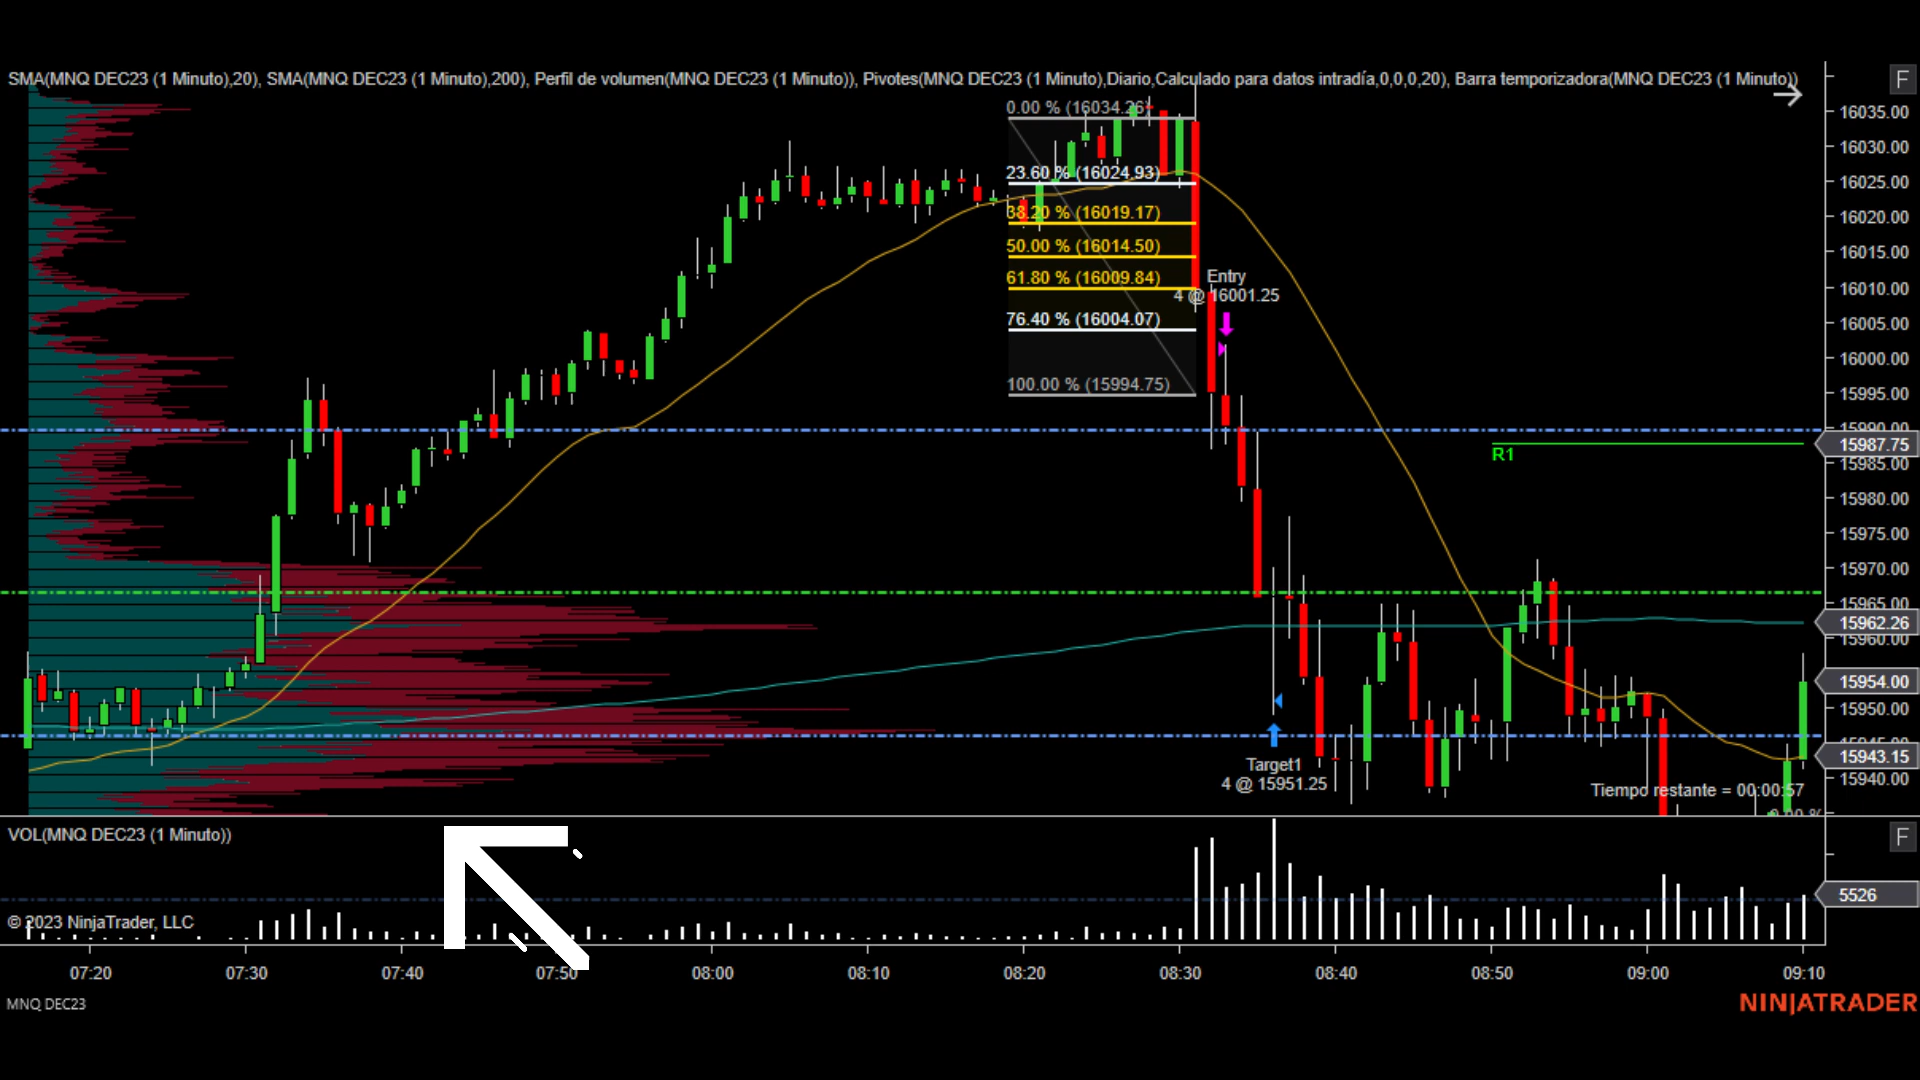 SMA(MNQ DEC23 (1 Minuto),20), SMA(MNQ DEC23 (1 Minuto),200), Perfil de volumen(MNQ DEC23 (1 Minuto)), Pivotes(MNQ DEC23 (1 Minuto),Diario,Calculado para datos intradía,0,0,0,20), Barra temporizadora(MNQ DEC23 (1 Minuto))
F
0.00 % (16034.26)
23.60 % (16024.93)
38.20 % (16019.17)
50.00 % (16014.50)
61.80 % (16009.84)
76.40 % (16004.07)
100.00 % (15994.75)
Entry
4 @ 16001.25
R1
Target1
4 @ 15951.25
Tiempo restante = 00:00:57
16035.00
16030.00
16025.00
16020.00
16015.00
16010.00
16005.00
16000.00
15995.00
15990.00
15987.75
15985.00
15980.00
15975.00
15970.00
15965.00
15962.26
15960.00
15954.00
15950.00
15943.15
15940.00
VOL(MNQ DEC23 (1 Minuto))
F
5526
© 2023 NinjaTrader, LLC
07:20 07:30 07:40 07:50 08:00 08:10 08:20 08:30 08:40 08:50 09:00 09:10
MNQ DEC23
NINJATRADER